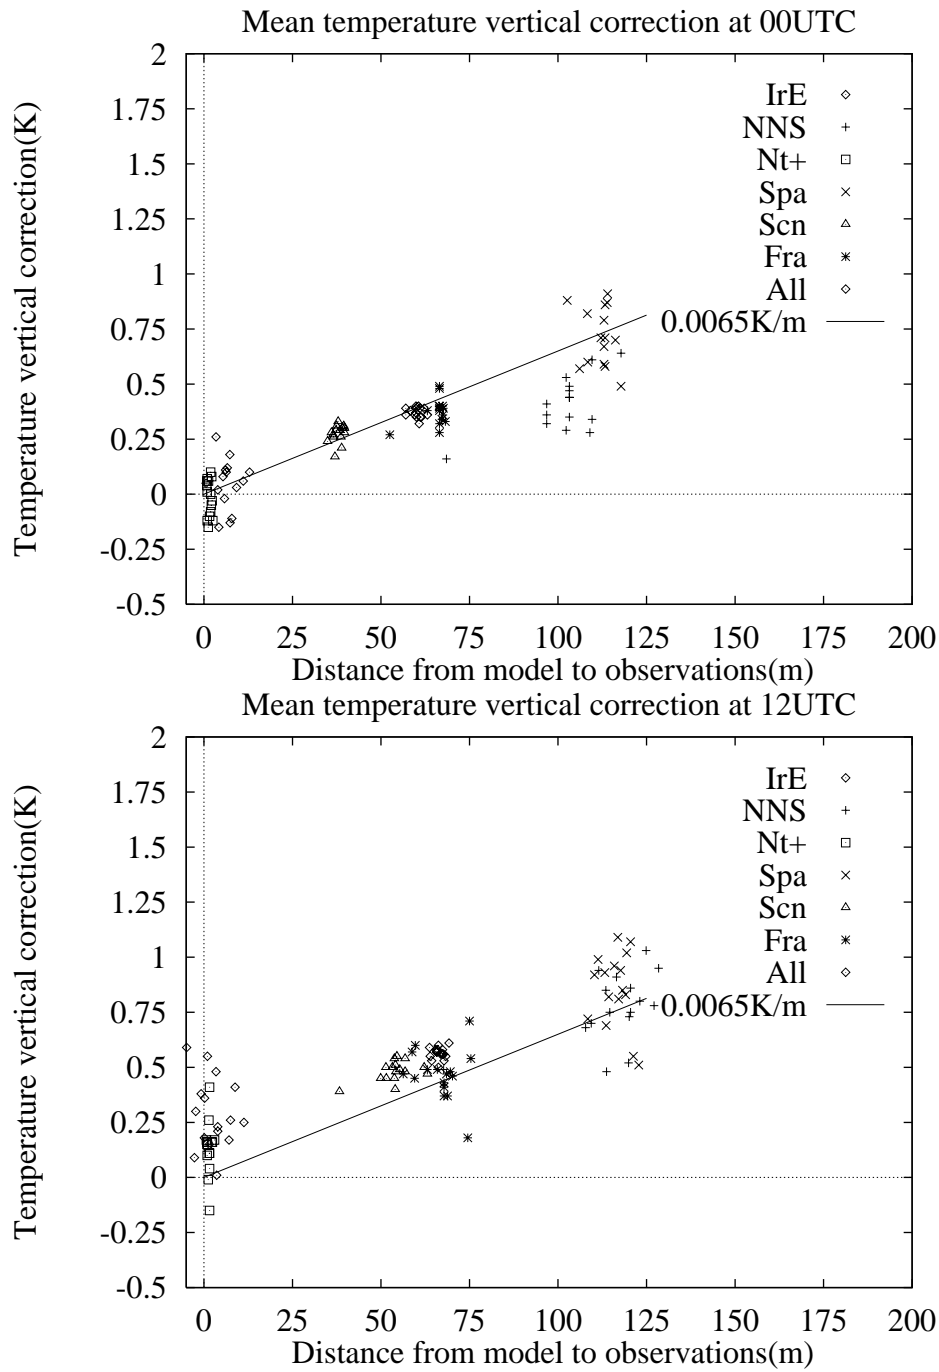 Mean temperature vertical correction at 00UTC
Temperature vertical correction(K)
2
1.75
1.5
1.25
1
0.75
0.5
0.25
0
-0.25
-0.5
IrE
NNS
Nt+
Spa
Scn
Fra
All
0.0065K/m
0 25 50 75 100 125 150 175 200
Distance from model to observations(m)
Mean temperature vertical correction at 12UTC
Temperature vertical correction(K)
2
1.75
1.5
1.25
1
0.75
0.5
0.25
0
-0.25
-0.5
IrE
NNS
Nt+
Spa
Scn
Fra
All
0.0065K/m
0 25 50 75 100 125 150 175 200
Distance from model to observations(m)